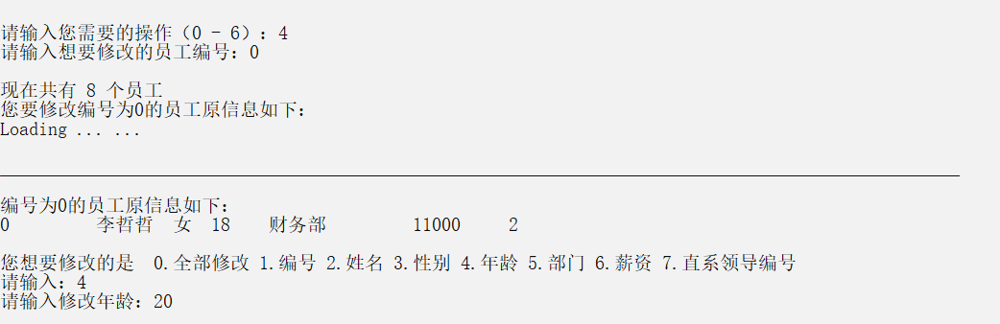 请输入您需要的操作（0 - 6）：4
请输入想要修改的员工编号：0
现在共有 8 个员工
您要修改编号为0的员工原信息如下：
Loading ... ...
编号为0的员工原信息如下：
0 李哲哲 女 18 财务部 11000 2
您想要修改的是 0.全部修改 1.编号 2.姓名 3.性别 4.年龄 5.部门 6.薪资 7.直系领导编号
请输入：4
请输入修改年龄：20